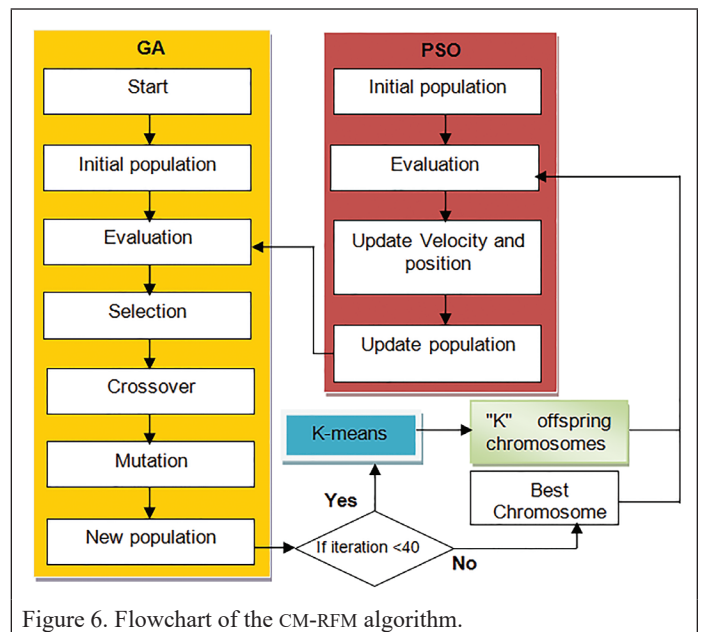 GA
Start
Initial population
Evaluation
Selection
Crossover
Mutation
New population
PSO
Initial population
Evaluation
Update Velocity and
position
Update population
K-means
"K" offspring
chromosomes
Yes
Best
Chromosome
If iteration <40
No
Figure 6. Flowchart of the CM-RFM algorithm.